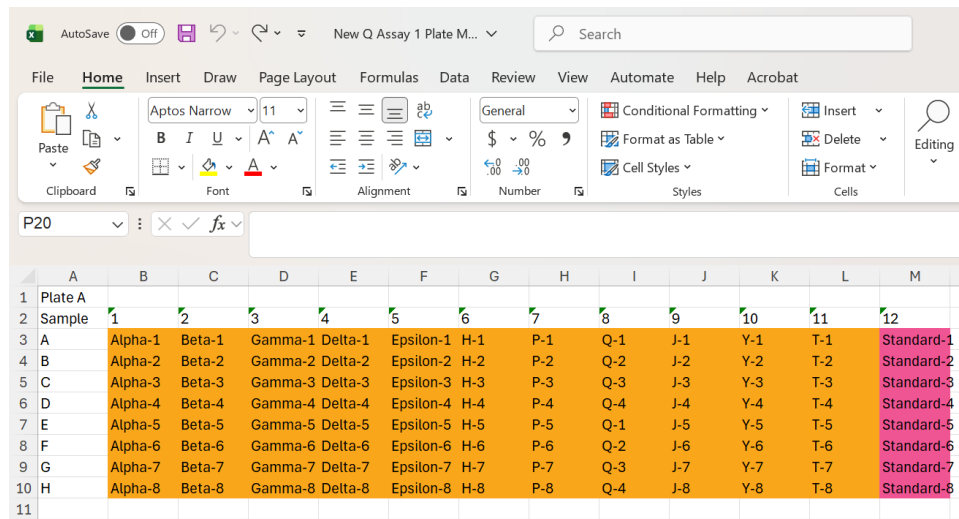 AutoSave Off New Q Assay 1 Plate M... Search
File Home Insert Draw Page Layout Formulas Data Review View Automate Help Acrobat
Paste
Clipboard
Aptos Narrow 11 A A
B I U A
Font
ab
Alignment
General
$ % 9
.00 .00
Number
Conditional Formatting
Format as Table
Cell Styles
Styles
Insert
Delete
Format
Cells
Editing
P20 fx
A B C D E F G H I J K L M
1 Plate A
2 Sample 1 2 3 4 5 6 7 8 9 10 11 12
3 A Alpha-1 Beta-1 Gamma-1 Delta-1 Epsilon-1 H-1 P-1 Q-1 J-1 Y-1 T-1 Standard-1
4 B Alpha-2 Beta-2 Gamma-2 Delta-2 Epsilon-2 H-2 P-2 Q-2 J-2 Y-2 T-2 Standard-2
5 C Alpha-3 Beta-3 Gamma-3 Delta-3 Epsilon-3 H-3 P-3 Q-3 J-3 Y-3 T-3 Standard-3
6 D Alpha-4 Beta-4 Gamma-4 Delta-4 Epsilon-4 H-4 P-4 Q-4 J-4 Y-4 T-4 Standard-4
7 E Alpha-5 Beta-5 Gamma-5 Delta-5 Epsilon-5 H-5 P-5 Q-1 J-5 Y-5 T-5 Standard-5
8 F Alpha-6 Beta-6 Gamma-6 Delta-6 Epsilon-6 H-6 P-6 Q-2 J-6 Y-6 T-6 Standard-6
9 G Alpha-7 Beta-7 Gamma-7 Delta-7 Epsilon-7 H-7 P-7 Q-3 J-7 Y-7 T-7 Standard-7
10 H Alpha-8 Beta-8 Gamma-8 Delta-8 Epsilon-8 H-8 P-8 Q-4 J-8 Y-8 T-8 Standard-8
11